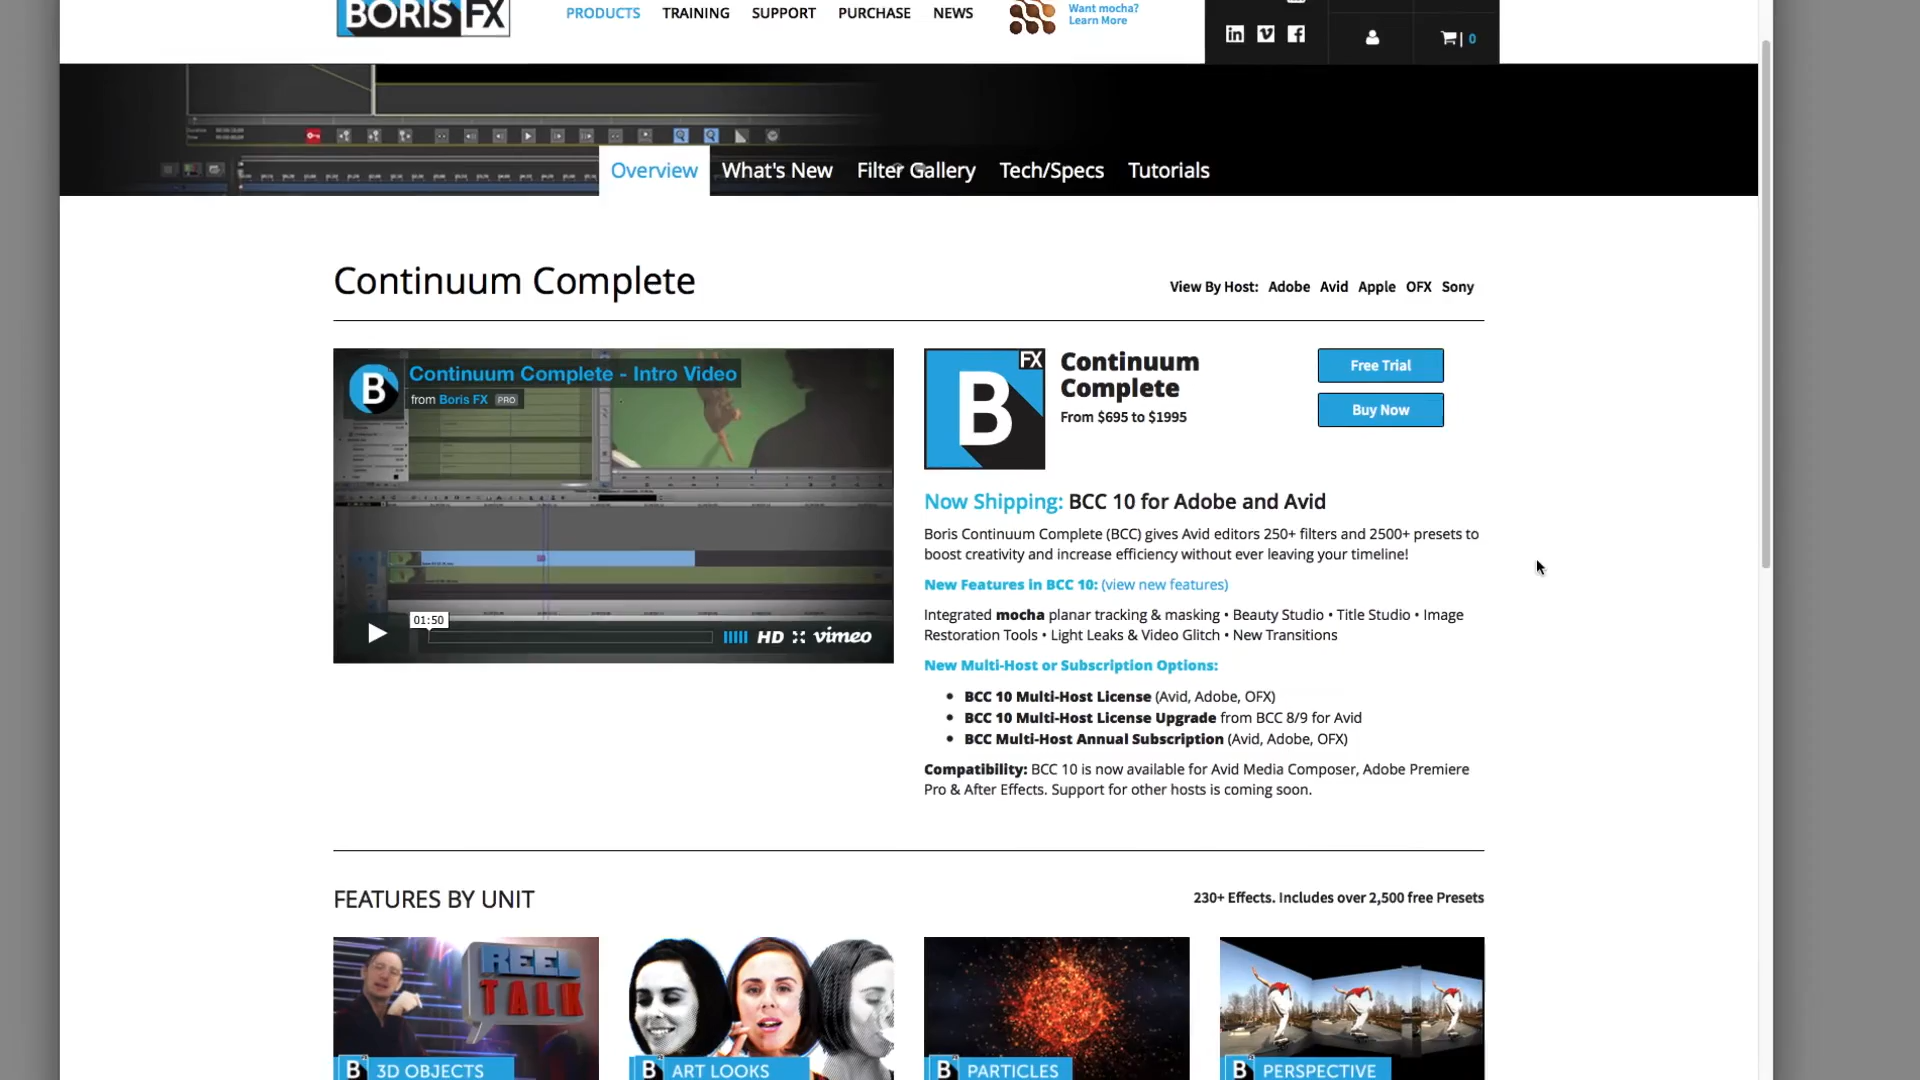 BORIS FX
PRODUCTS TRAINING SUPPORT PURCHASE NEWS
Want mocha?
Learn More
0
Overview What's New Filter Gallery Tech/Specs Tutorials
Continuum Complete
View By Host: Adobe Avid Apple OFX Sony
B
Continuum Complete - Intro Video
from Boris FX PRO
01:50
HD vimeo
B FX
Continuum
Complete
From $695 to $1995
Free Trial
Buy Now
Now Shipping: BCC 10 for Adobe and Avid
Boris Continuum Complete (BCC) gives Avid editors 250+ filters and 2500+ presets to
boost creativity and increase efficiency without ever leaving your timeline!
New Features in BCC 10: (view new features)
Integrated mocha planar tracking & masking • Beauty Studio • Title Studio • Image
Restoration Tools • Light Leaks & Video Glitch • New Transitions
New Multi-Host or Subscription Options:
• BCC 10 Multi-Host License (Avid, Adobe, OFX)
• BCC 10 Multi-Host License Upgrade from BCC 8/9 for Avid
• BCC Multi-Host Annual Subscription (Avid, Adobe, OFX)
Compatibility: BCC 10 is now available for Avid Media Composer, Adobe Premiere
Pro & After Effects. Support for other hosts is coming soon.
FEATURES BY UNIT
230+ Effects. Includes over 2,500 free Presets
REEL
TALK
B 3D OBJECTS
B ART LOOKS
B PARTICLES
B PERSPECTIVE